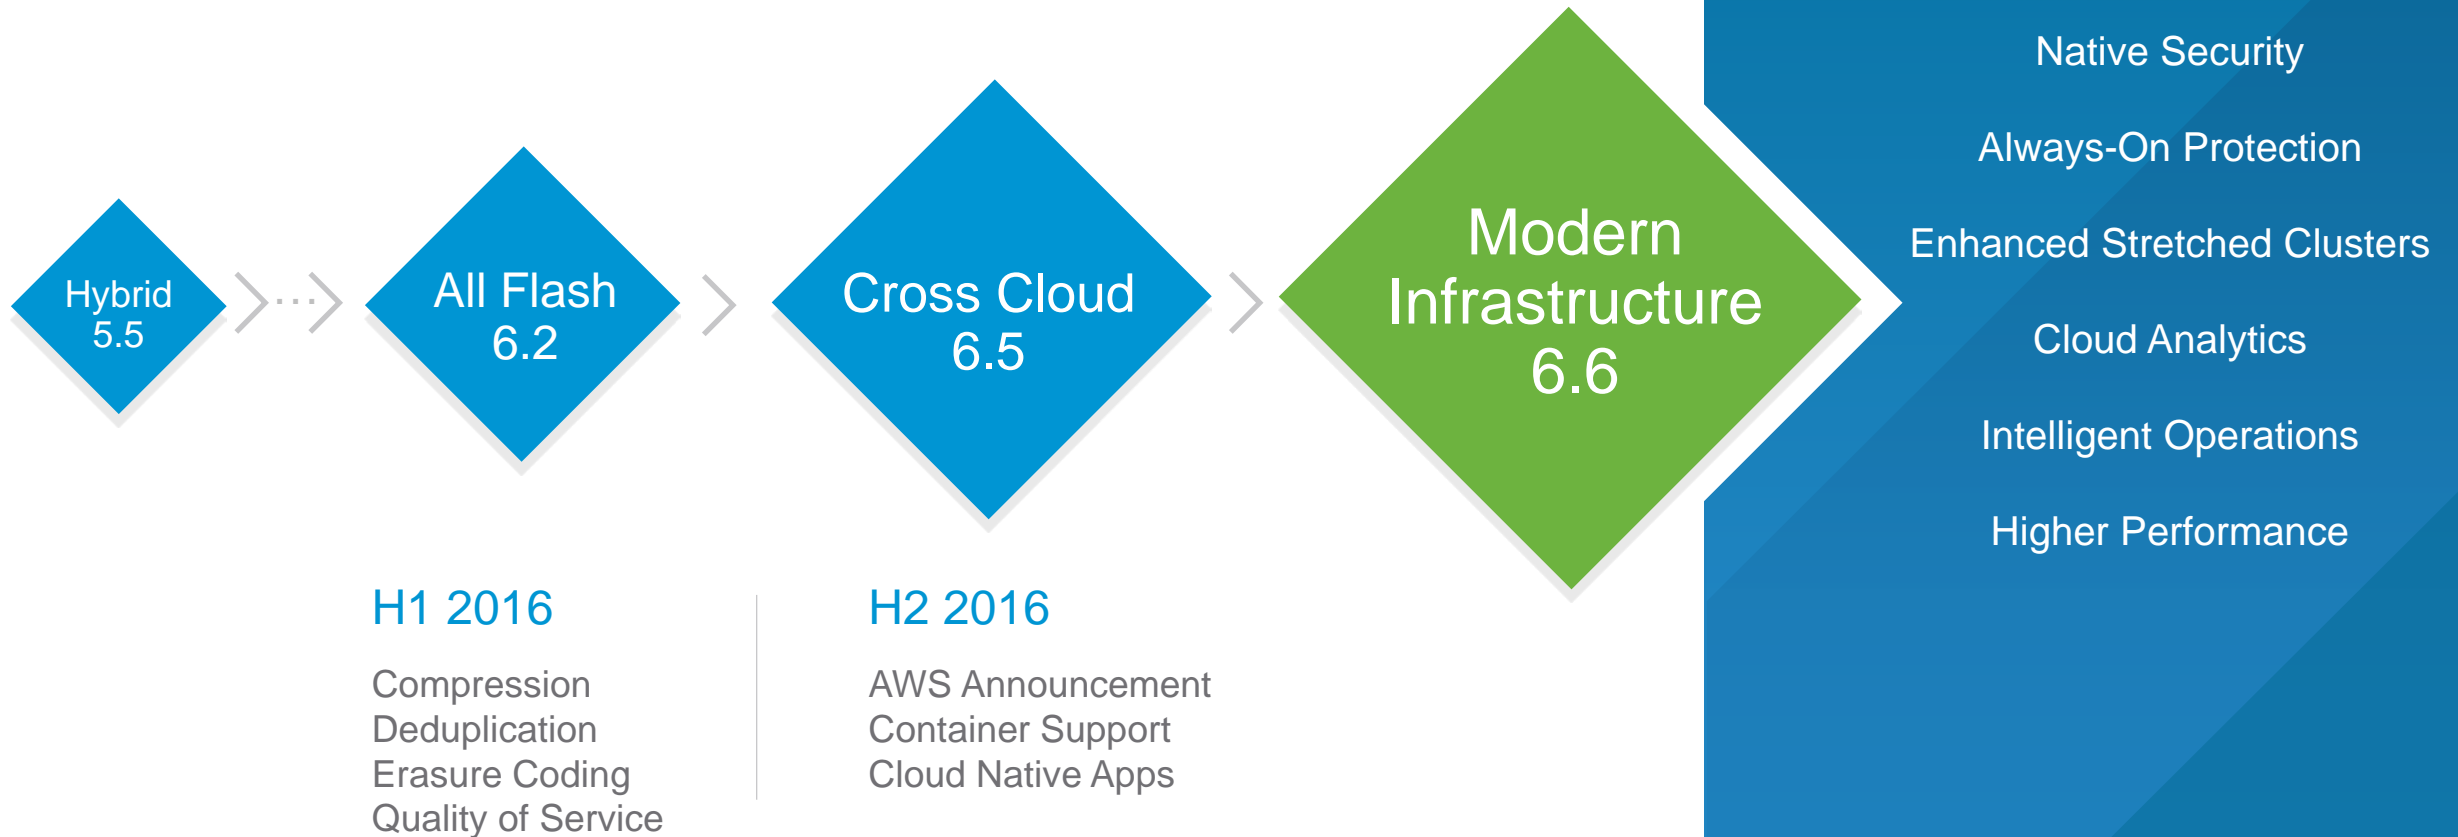 Hybrid
5.5
...
All Flash
6.2
Cross Cloud
6.5
Modern
Infrastructure
6.6
Native Security
Always-On Protection
Enhanced Stretched Clusters
Cloud Analytics
Intelligent Operations
Higher Performance
H1 2016
Compression
Deduplication
Erasure Coding
Quality of Service
H2 2016
AWS Announcement
Container Support
Cloud Native Apps